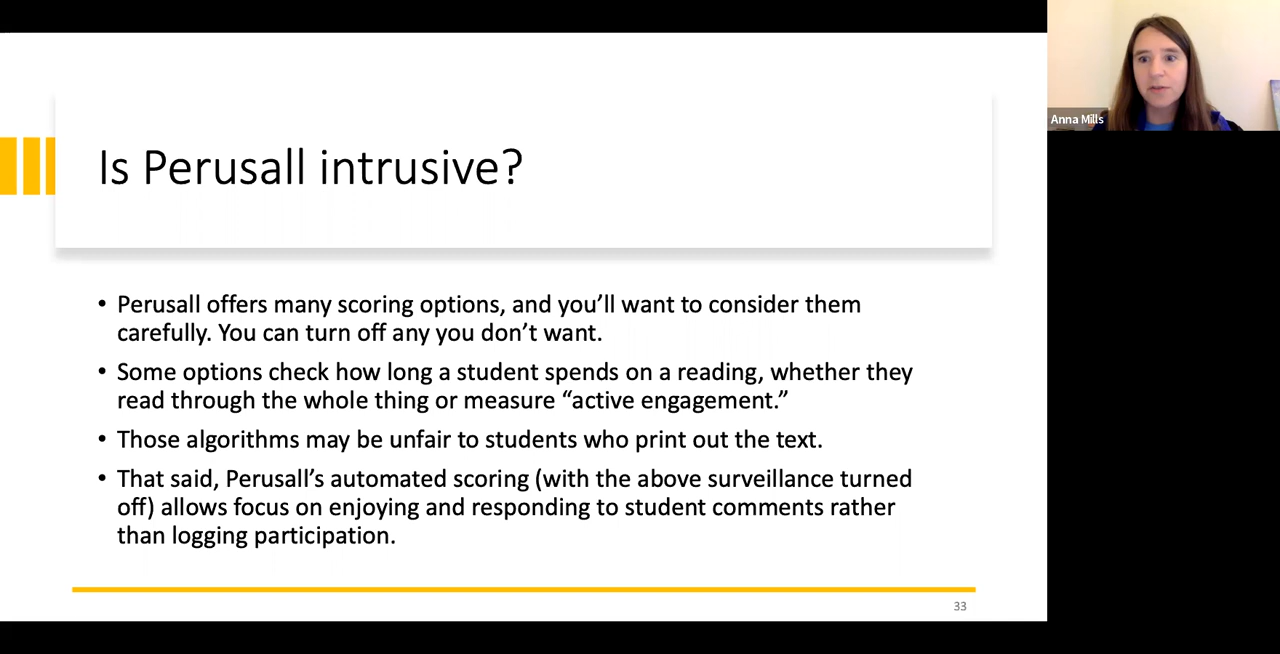 Is Perusall intrusive?
• Perusall offers many scoring options, and you’ll want to consider them
carefully. You can turn off any you don’t want.
• Some options check how long a student spends on a reading, whether they
read through the whole thing or measure “active engagement.”
• Those algorithms may be unfair to students who print out the text.
• That said, Perusall’s automated scoring (with the above surveillance turned
off) allows focus on enjoying and responding to student comments rather
than logging participation.
33
Anna Mills